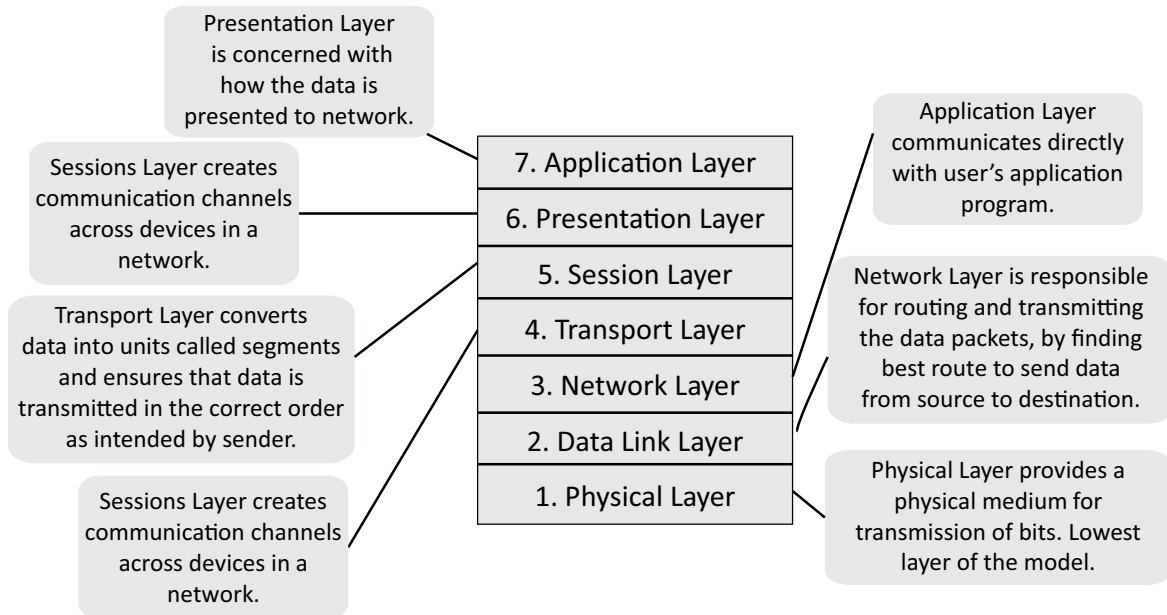 Presentation Layer
is concerned with
how the data is
presented to network.
Sessions Layer creates
communication channels
across devices in a
network.
Transport Layer converts
data into units called segments
and ensures that data is
transmitted in the correct order
as intended by sender.
Sessions Layer creates
communication channels
across devices in a
network.
7. Application Layer
6. Presentation Layer
5. Session Layer
4. Transport Layer
3. Network Layer
2. Data Link Layer
1. Physical Layer
Application Layer
communicates directly
with user’s application
program.
Network Layer is responsible
for routing and transmitting
the data packets, by finding
best route to send data
from source to destination.
Physical Layer provides a
physical medium for
transmission of bits. Lowest
layer of the model.